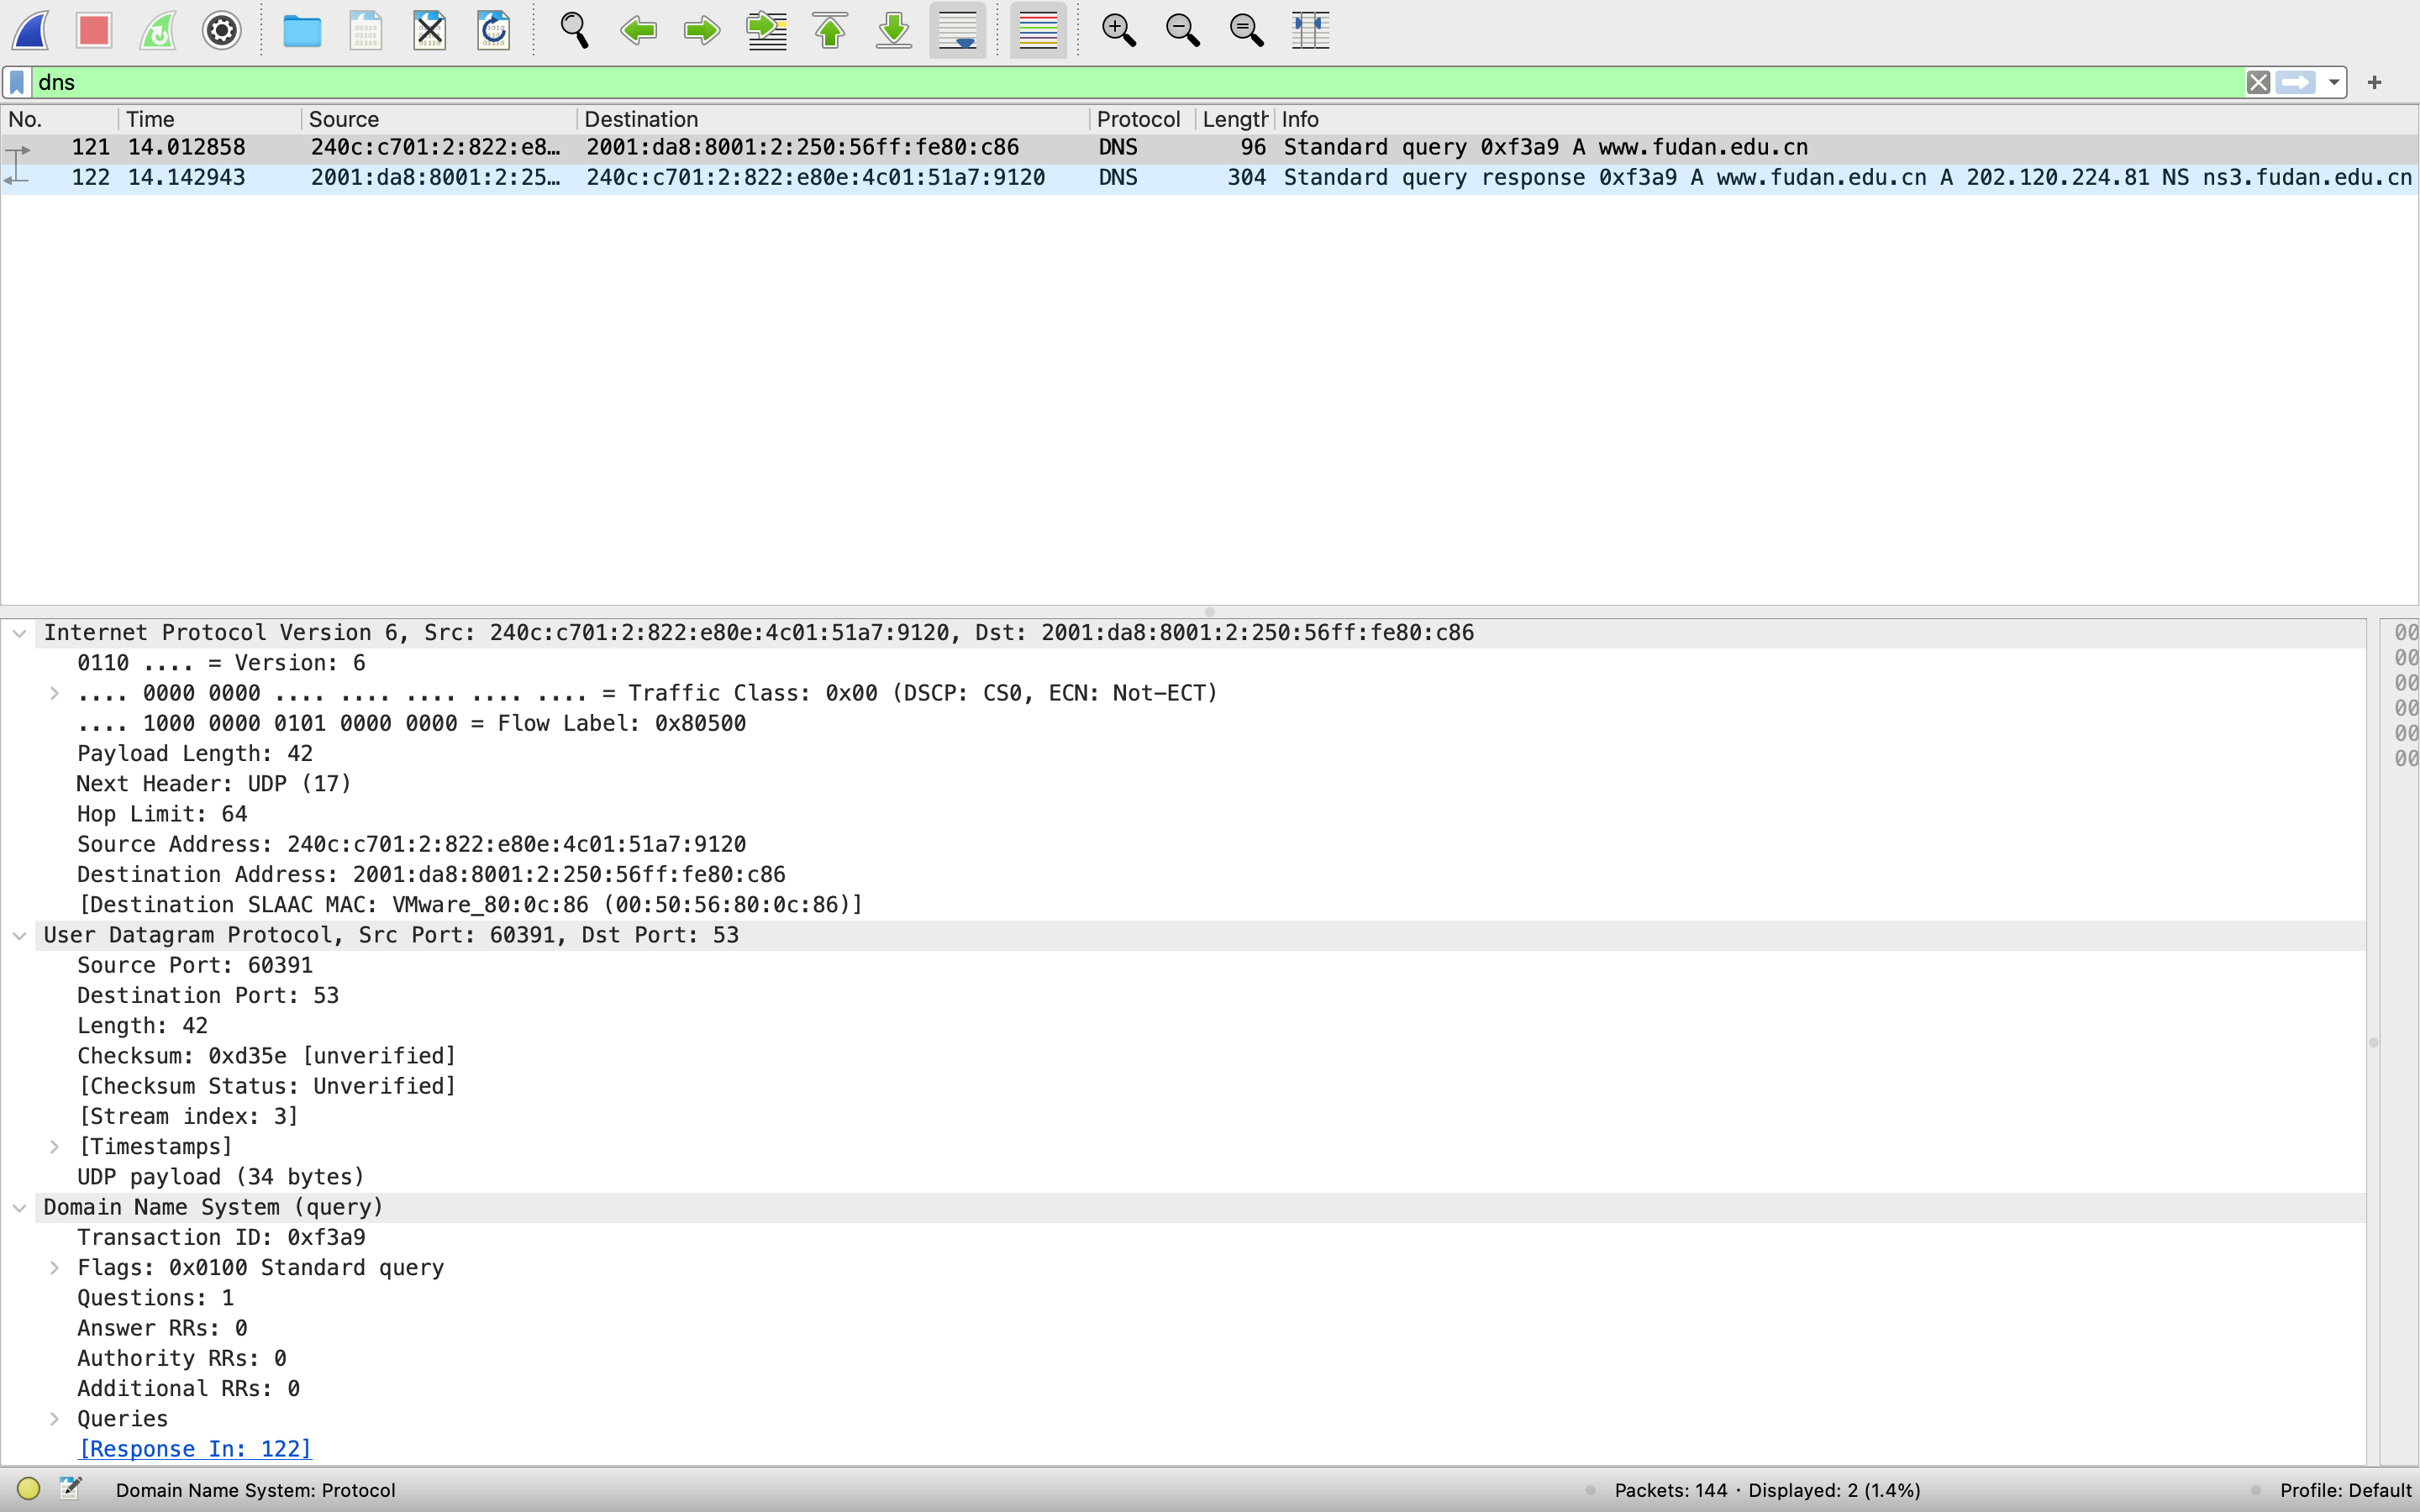 dns
No. Time Source Destination Protocol Length Info
121 14.012858 240c:c701:2:822:e8… 2001:da8:8001:2:250:56ff:fe80:c86 DNS 96 Standard query 0xf3a9 A www.fudan.edu.cn
122 14.142943 2001:da8:8001:2:25… 240c:c701:2:822:e80e:4c01:51a7:9120 DNS 304 Standard query response 0xf3a9 A www.fudan.edu.cn A 202.120.224.81 NS ns3.fudan.edu.cn
Internet Protocol Version 6, Src: 240c:c701:2:822:e80e:4c01:51a7:9120, Dst: 2001:da8:8001:2:250:56ff:fe80:c86
0110 .... = Version: 6
.... 0000 0000 .... .... .... .... .... = Traffic Class: 0x00 (DSCP: CS0, ECN: Not-ECT)
.... 1000 0000 0101 0000 0000 = Flow Label: 0x80500
Payload Length: 42
Next Header: UDP (17)
Hop Limit: 64
Source Address: 240c:c701:2:822:e80e:4c01:51a7:9120
Destination Address: 2001:da8:8001:2:250:56ff:fe80:c86
[Destination SLAAC MAC: VMware_80:0c:86 (00:50:56:80:0c:86)]
User Datagram Protocol, Src Port: 60391, Dst Port: 53
Source Port: 60391
Destination Port: 53
Length: 42
Checksum: 0xd35e [unverified]
[Checksum Status: Unverified]
[Stream index: 3]
[Timestamps]
UDP payload (34 bytes)
Domain Name System (query)
Transaction ID: 0xf3a9
Flags: 0x0100 Standard query
Questions: 1
Answer RRs: 0
Authority RRs: 0
Additional RRs: 0
Queries
[Response In: 122]
00
00
00
00
00
00
Domain Name System: Protocol
Packets: 144 · Displayed: 2 (1.4%)
Profile: Default